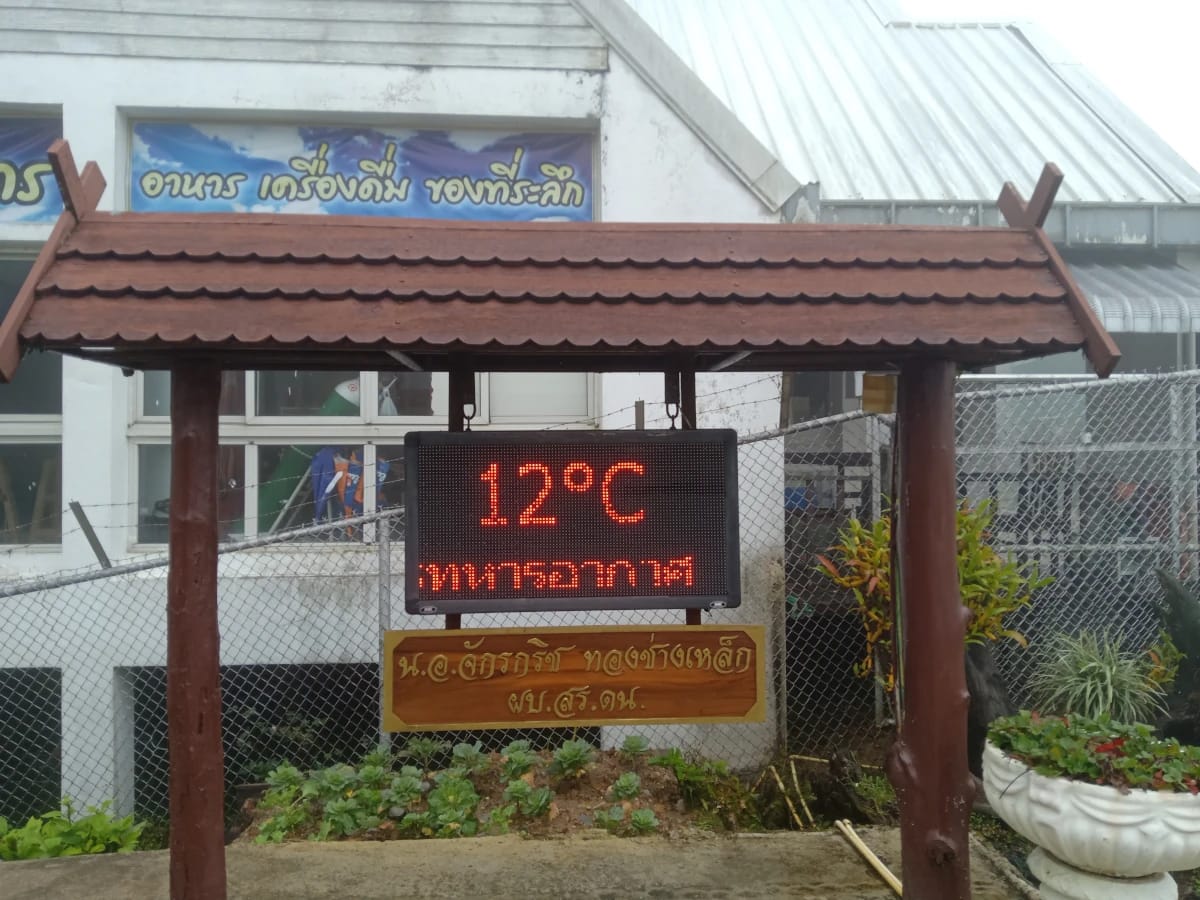 อาหาร เครื่องดื่ม ของที่ระลึก
12°C
ทหารอากาศ
น.อ.จักรกริช ทองช่างเหล็ก
ผบ.สร.ดน.